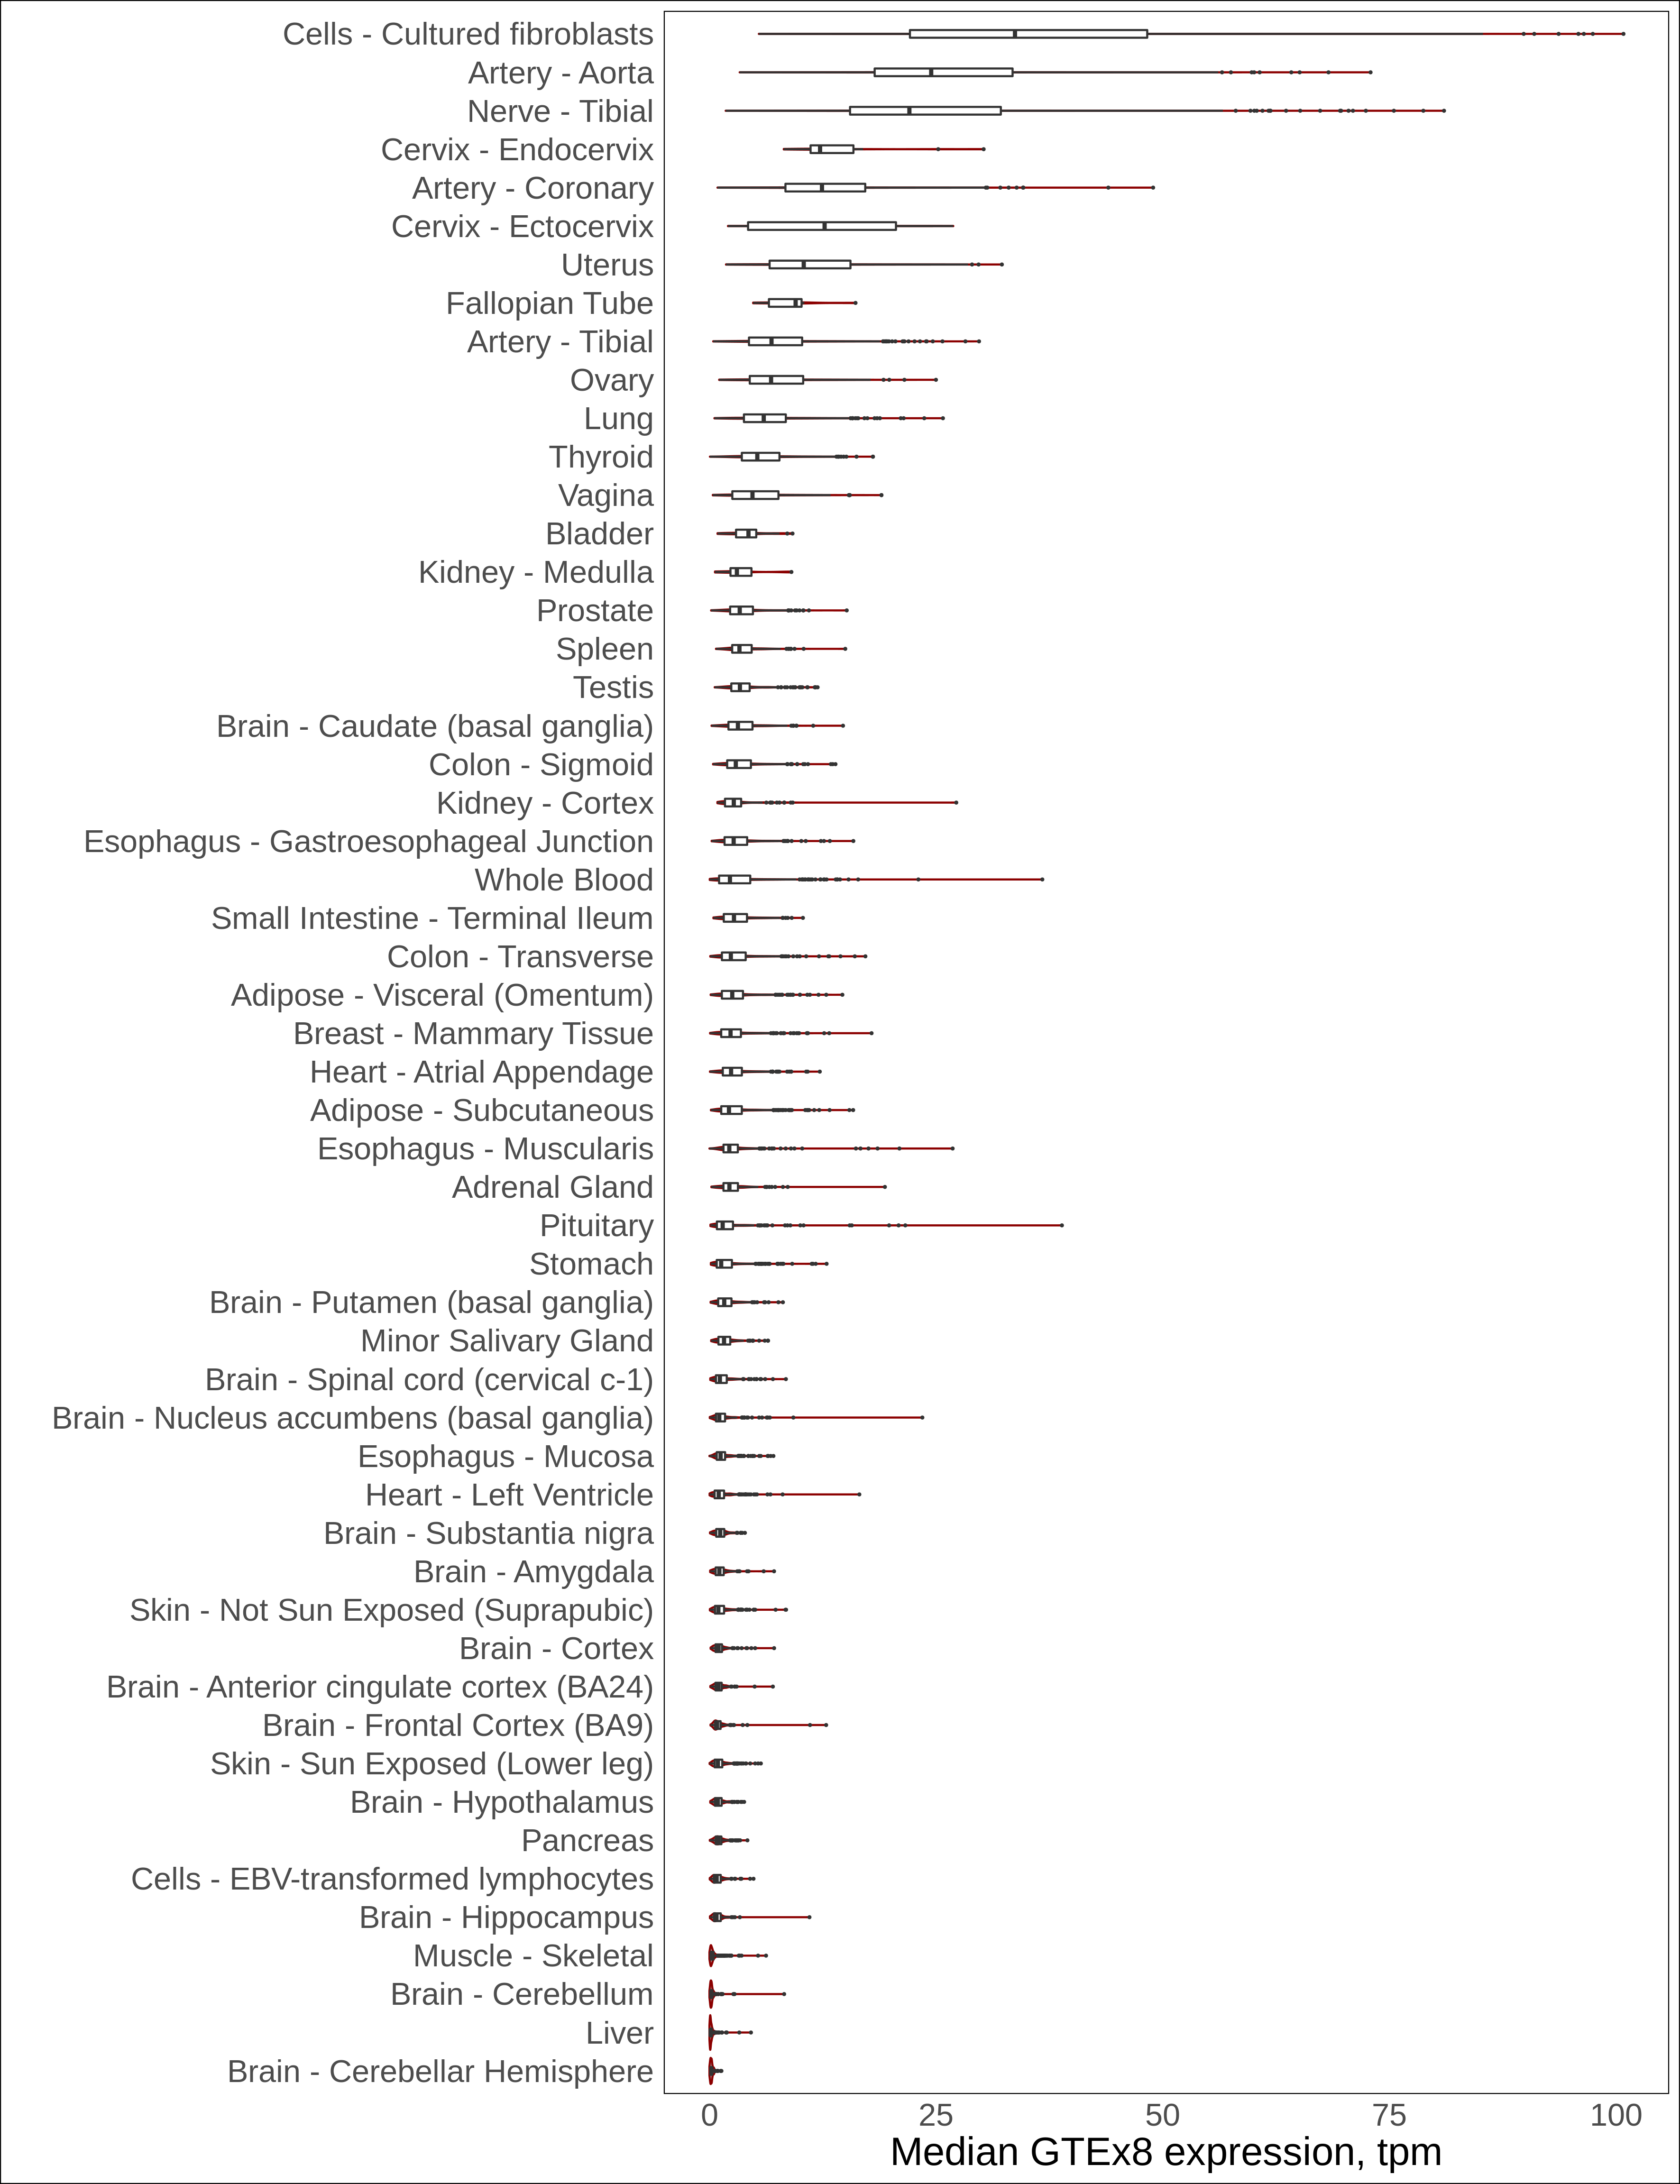 Cells - Cultured fibroblasts
Artery - Aorta
Nerve - Tibial
Cervix - Endocervix
Artery - Coronary
Cervix - Ectocervix
Uterus
Fallopian Tube
Artery - Tibial
Ovary
Lung
Thyroid
Vagina
Bladder
Kidney - Medulla
Prostate
Spleen
Testis
Brain - Caudate (basal ganglia)
Colon - Sigmoid
Kidney - Cortex
Esophagus - Gastroesophageal Junction
Whole Blood
Small Intestine - Terminal Ileum
Colon - Transverse
Adipose - Visceral (Omentum)
Breast - Mammary Tissue
Heart - Atrial Appendage
Adipose - Subcutaneous
Esophagus - Muscularis
Adrenal Gland
Pituitary
Stomach
Brain - Putamen (basal ganglia)
Minor Salivary Gland
Brain - Spinal cord (cervical c-1)
Brain - Nucleus accumbens (basal ganglia)
Esophagus - Mucosa
Heart - Left Ventricle
Brain - Substantia nigra
Brain - Amygdala
Skin - Not Sun Exposed (Suprapubic)
Brain - Cortex
Brain - Anterior cingulate cortex (BA24)
Brain - Frontal Cortex (BA9)
Skin - Sun Exposed (Lower leg)
Brain - Hypothalamus
Pancreas
Cells - EBV-transformed lymphocytes
Brain - Hippocampus
Muscle - Skeletal
Brain - Cerebellum
Liver
Brain - Cerebellar Hemisphere
0 25 50 75 100
Median GTEx8 expression, tpm